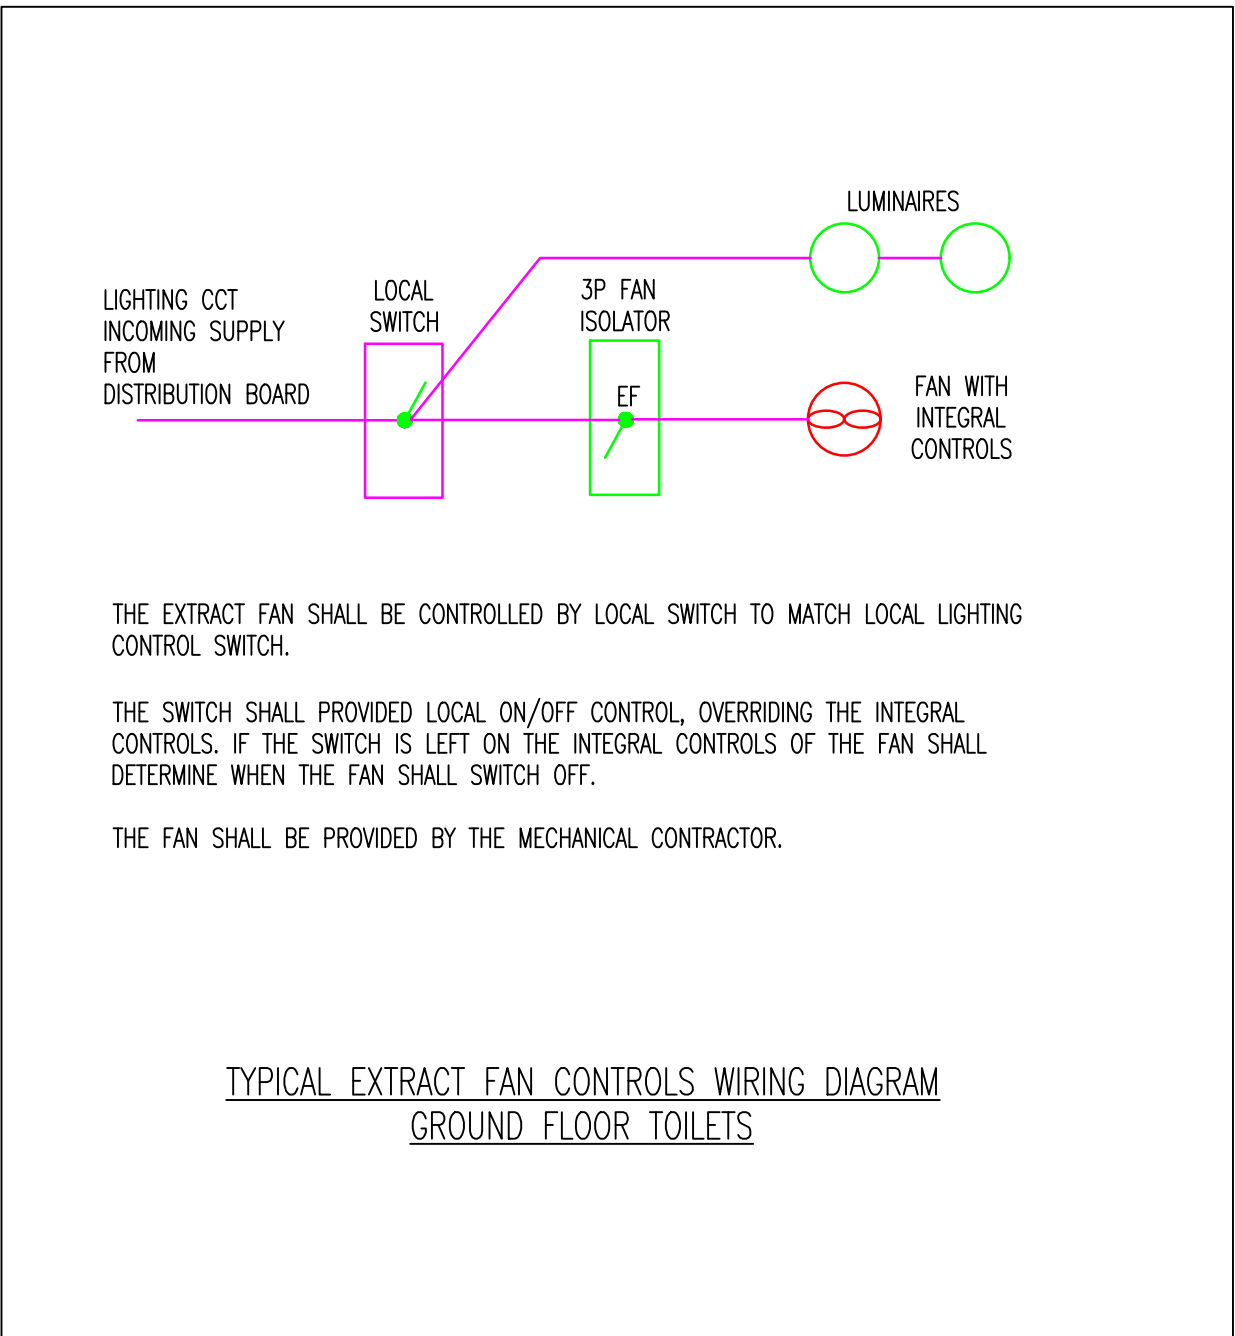 LUMINAIRES
LIGHTING CCT
INCOMING SUPPLY
FROM
DISTRIBUTION BOARD
LOCAL
SWITCH
3P FAN
ISOLATOR
EF
FAN WITH
INTEGRAL
CONTROLS
THE EXTRACT FAN SHALL BE CONTROLLED BY LOCAL SWITCH TO MATCH LOCAL LIGHTING
CONTROL SWITCH.
THE SWITCH SHALL PROVIDED LOCAL ON/OFF CONTROL, OVERRIDING THE INTEGRAL
CONTROLS. IF THE SWITCH IS LEFT ON THE INTEGRAL CONTROLS OF THE FAN SHALL
DETERMINE WHEN THE FAN SHALL SWITCH OFF.
THE FAN SHALL BE PROVIDED BY THE MECHANICAL CONTRACTOR.
TYPICAL EXTRACT FAN CONTROLS WIRING DIAGRAM
GROUND FLOOR TOILETS